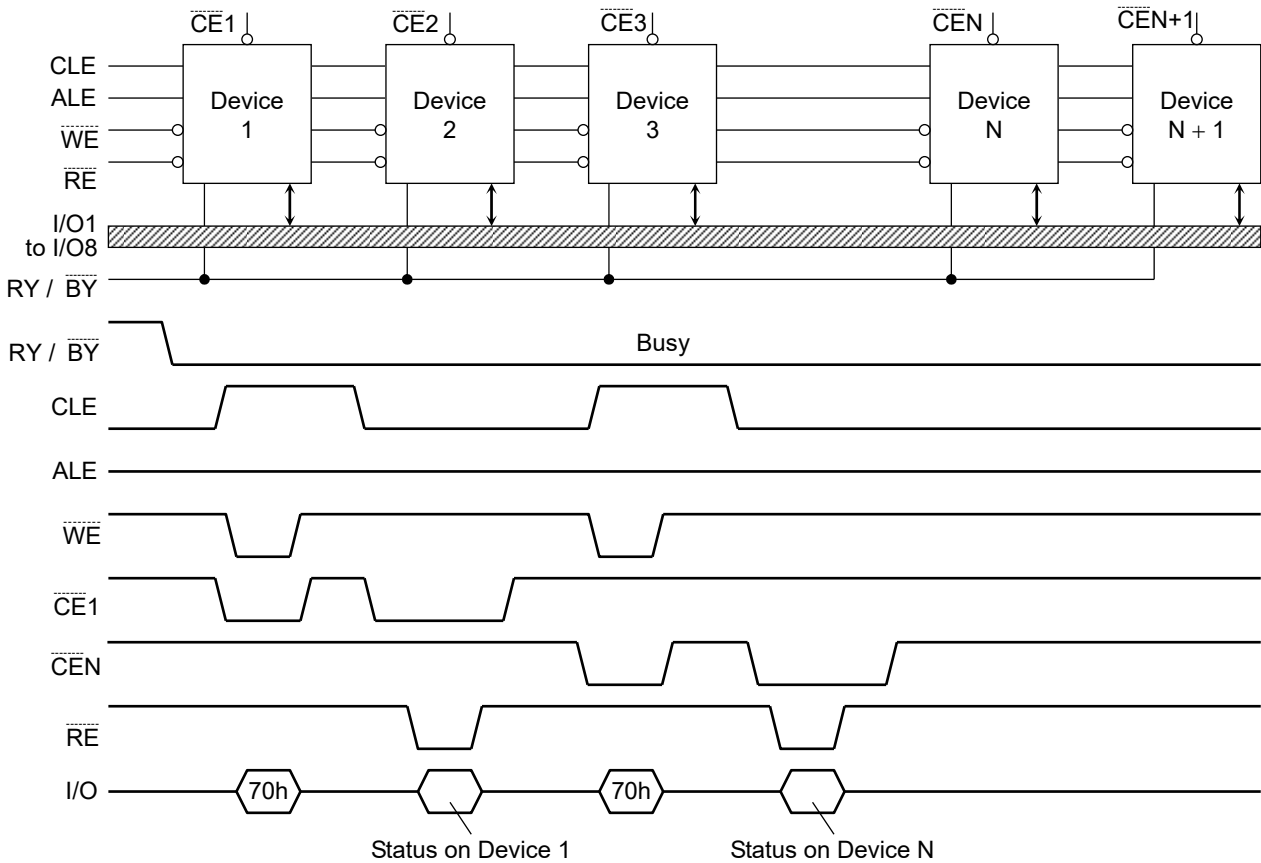 CE1 CE2 CE3 CEN CEN+1
CLE
ALE
WE
RE
Device 1
Device 2
Device 3
Device N
Device N + 1
I/O1 to I/O8
RY / BY
RY / BY
Busy
CLE
ALE
WE
CE1
CEN
RE
I/O
70h
70h
Status on Device 1
Status on Device N